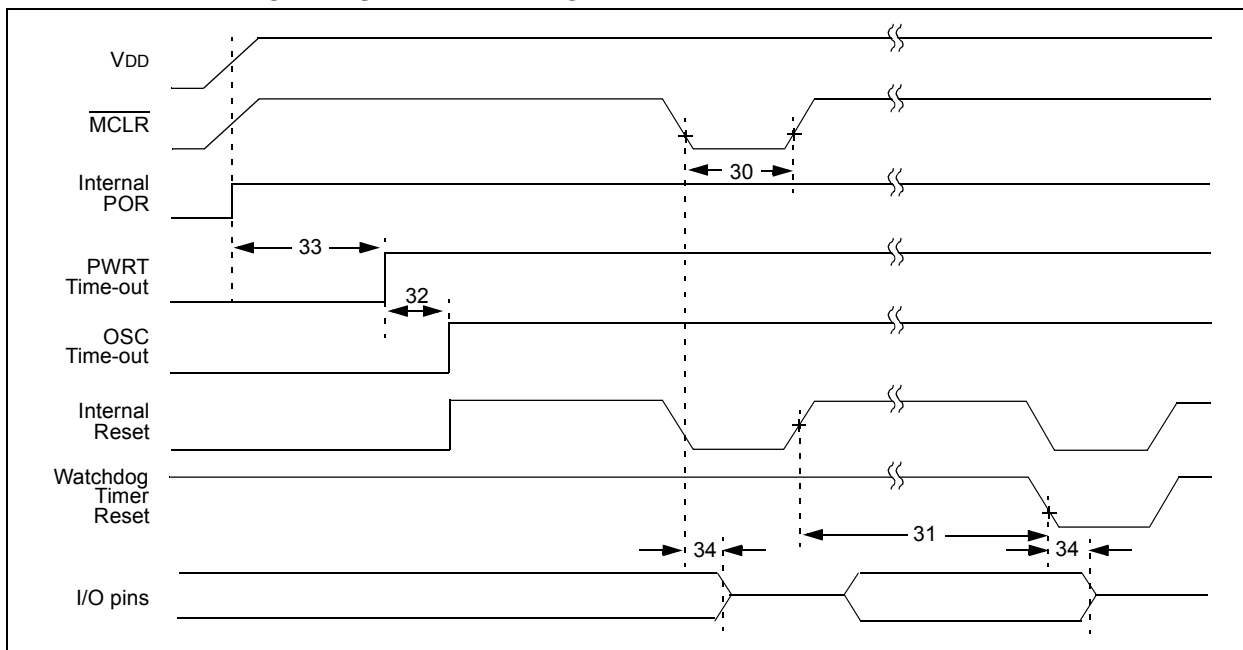 VDD
MCLR
30
Internal
POR
33
PWRT
Time-out
32
OSC
Time-out
Internal
Reset
Watchdog
Timer
Reset
31
34
34
I/O pins